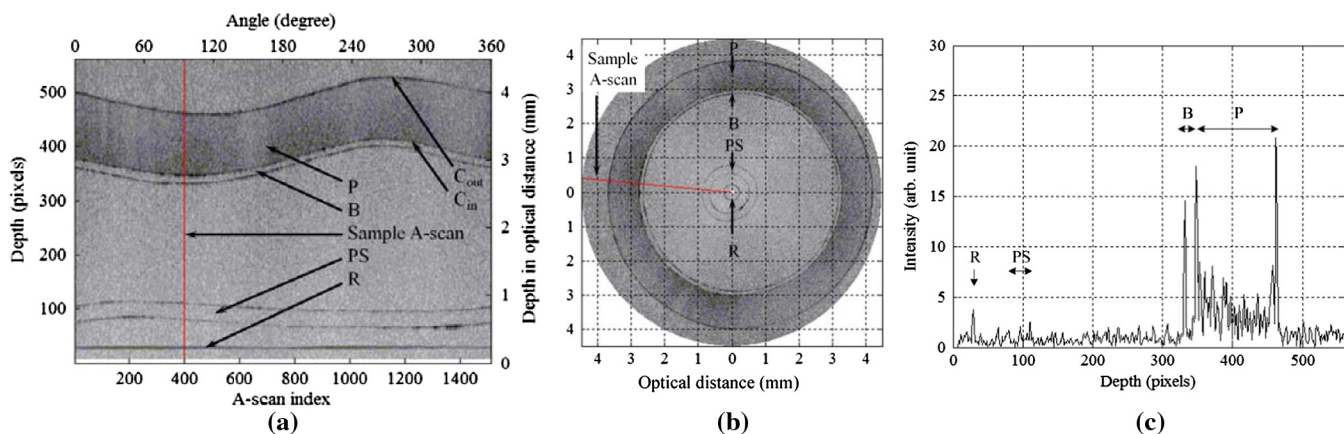 Angle (degree)
0 60 120 180 240 300 360
500
400
300
200
100
Depth (pixels)
4
3
2
1
0
Depth in optical distance (mm)
C_out
C_in
P
B
Sample A-scan
PS
R
200 400 600 800 1000 1200 1400
A-scan index
(a)
4
3
2
1
0
1
2
3
4
Sample
A-scan
P
B
PS
R
4 3 2 1 0 1 2 3 4
Optical distance (mm)
(b)
30
25
20
15
10
5
0
Intensity (arb. unit)
B P
R PS
0 100 200 300 400 500
Depth (pixels)
(c)